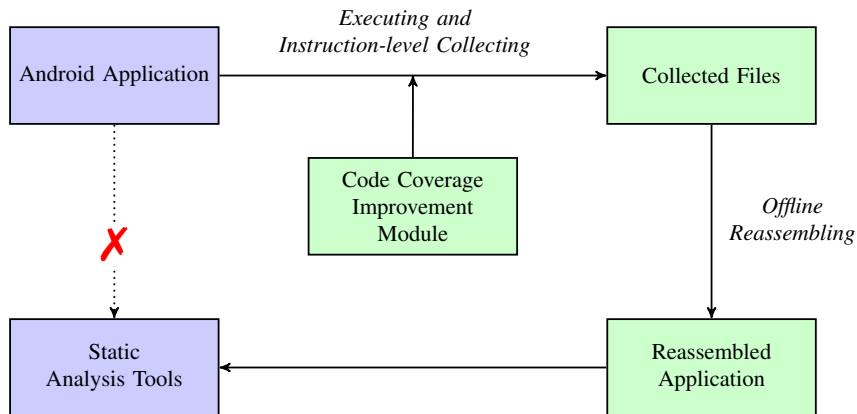 Executing and
Instruction-level Collecting
Android Application
Collected Files
Code Coverage
Improvement
Module
Offline
Reassembling
Static
Analysis Tools
Reassembled
Application